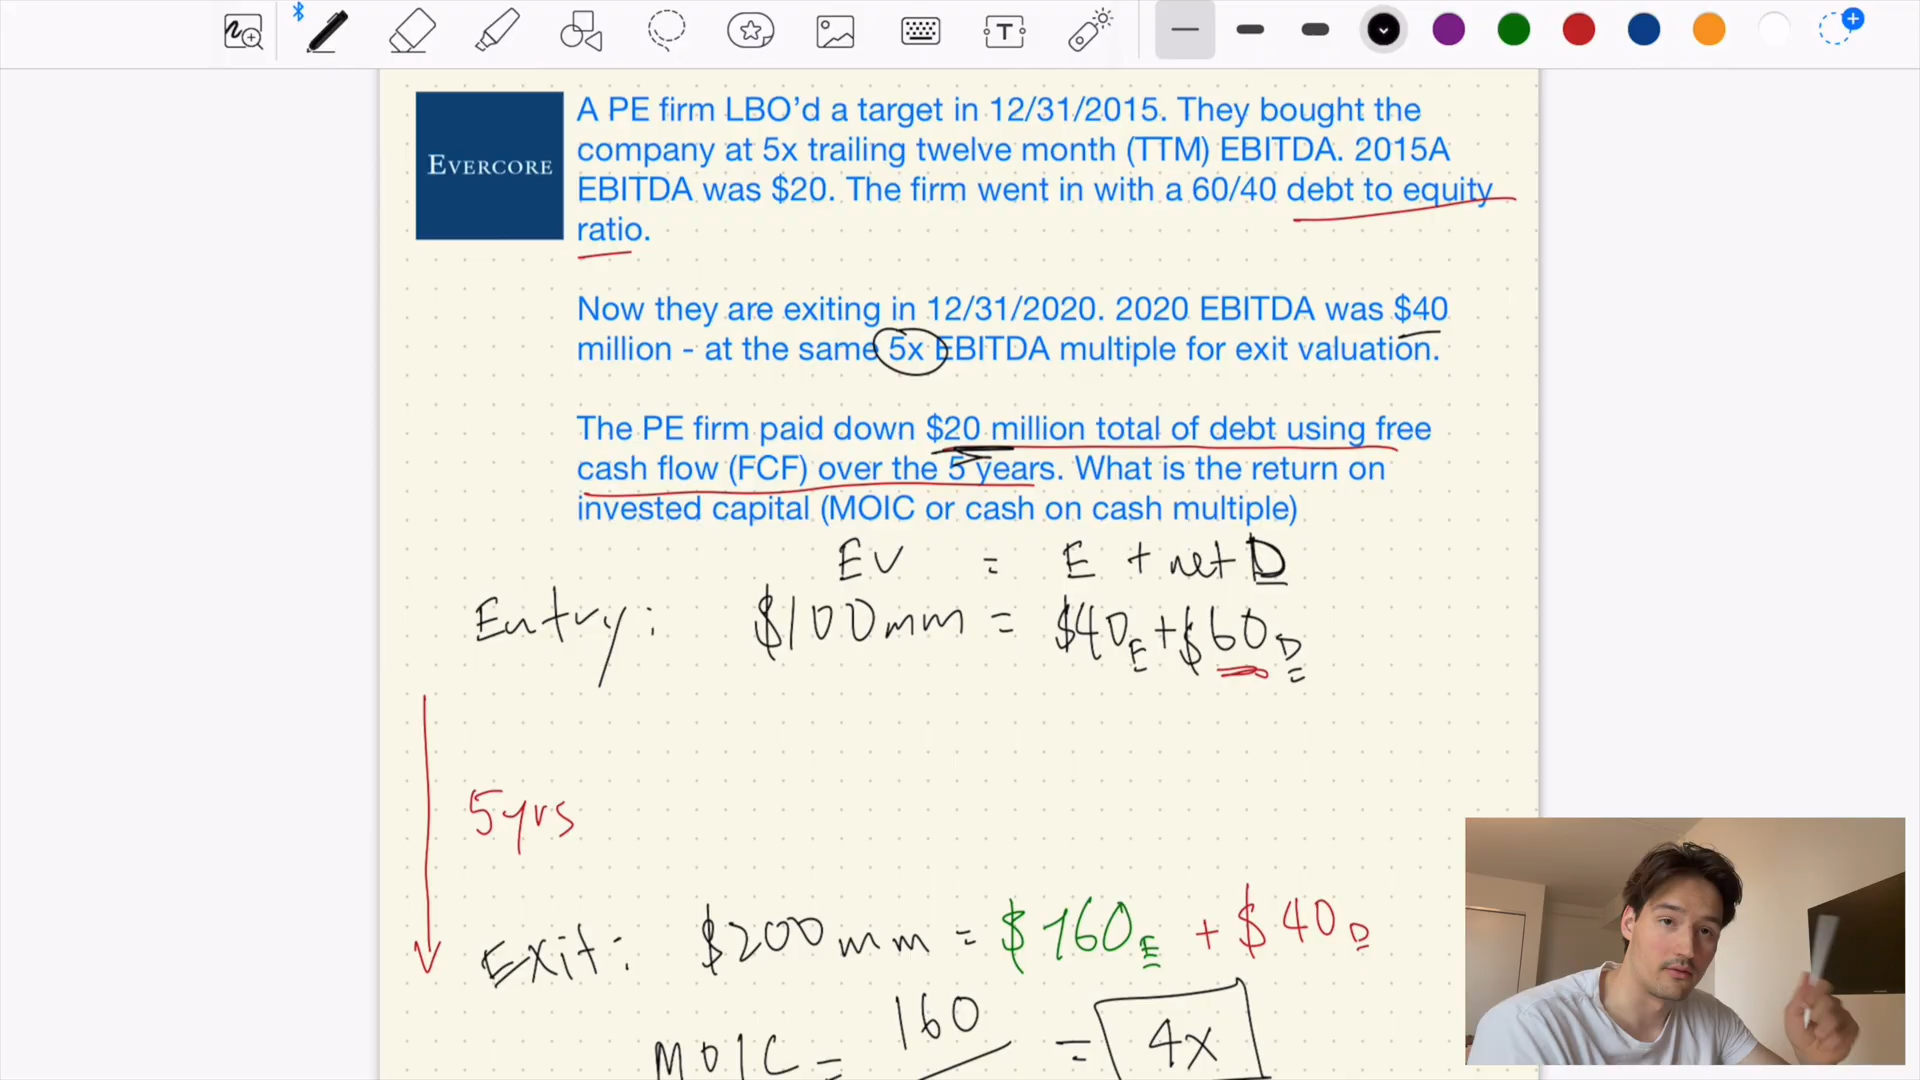 EVERCORE
A PE firm LBO’d a target in 12/31/2015. They bought the
company at 5x trailing twelve month (TTM) EBITDA. 2015A
EBITDA was $20. The firm went in with a 60/40 debt to equity
ratio.
Now they are exiting in 12/31/2020. 2020 EBITDA was $40
million - at the same 5x EBITDA multiple for exit valuation.
The PE firm paid down $20 million total of debt using free
cash flow (FCF) over the 5 years. What is the return on
invested capital (MOIC or cash on cash multiple)
EV = E + net D
Entry: $100mm = $40E + $60D
5yrs
Exit: $200mm = $160E + $40D
MOIC = 160 = 4x